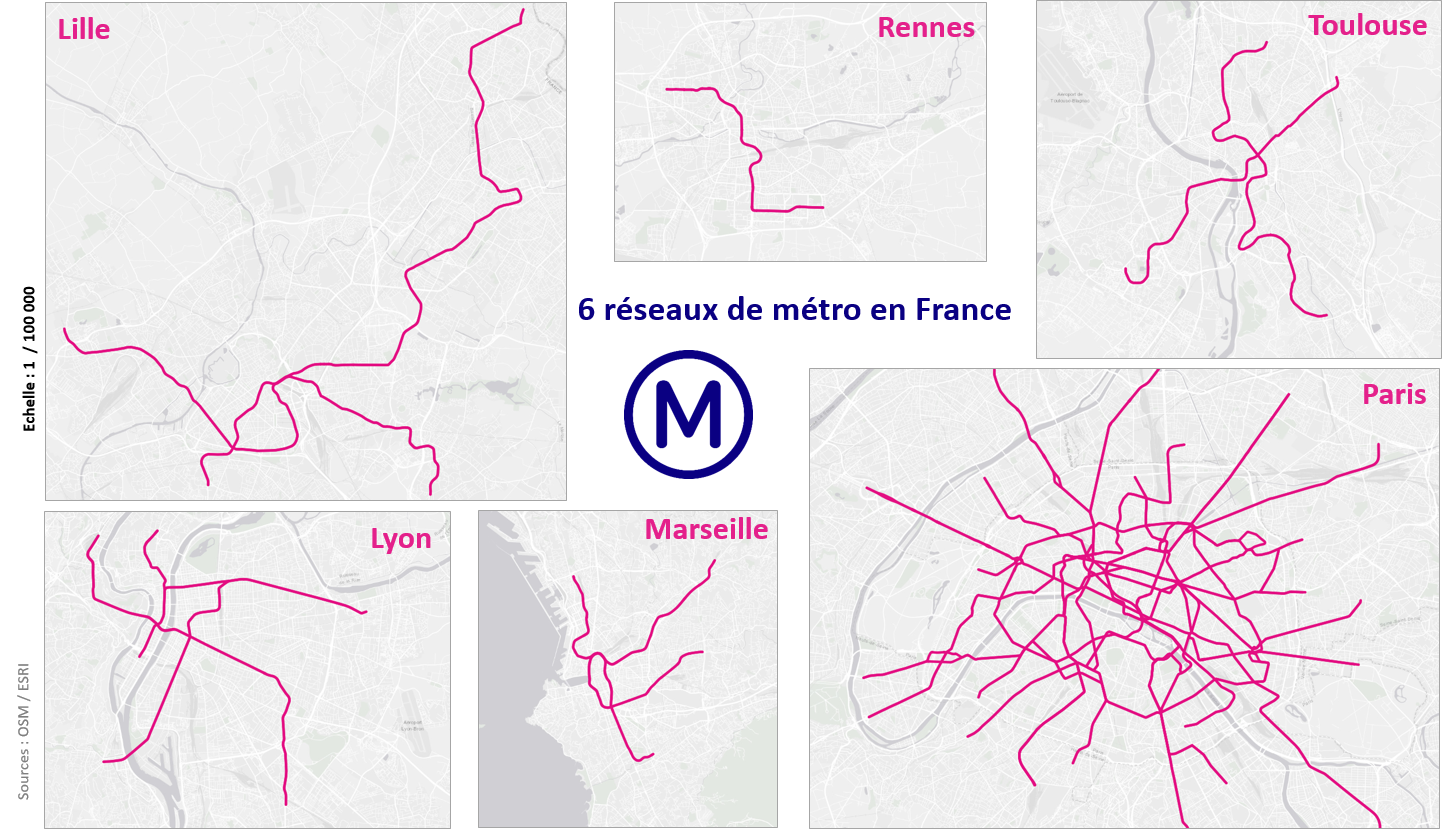 Lille
Rennes
Toulouse
6 réseaux de métro en France
M
Echelle : 1 / 100 000
Paris
Lyon
Marseille
Sources : OSM / ESRI